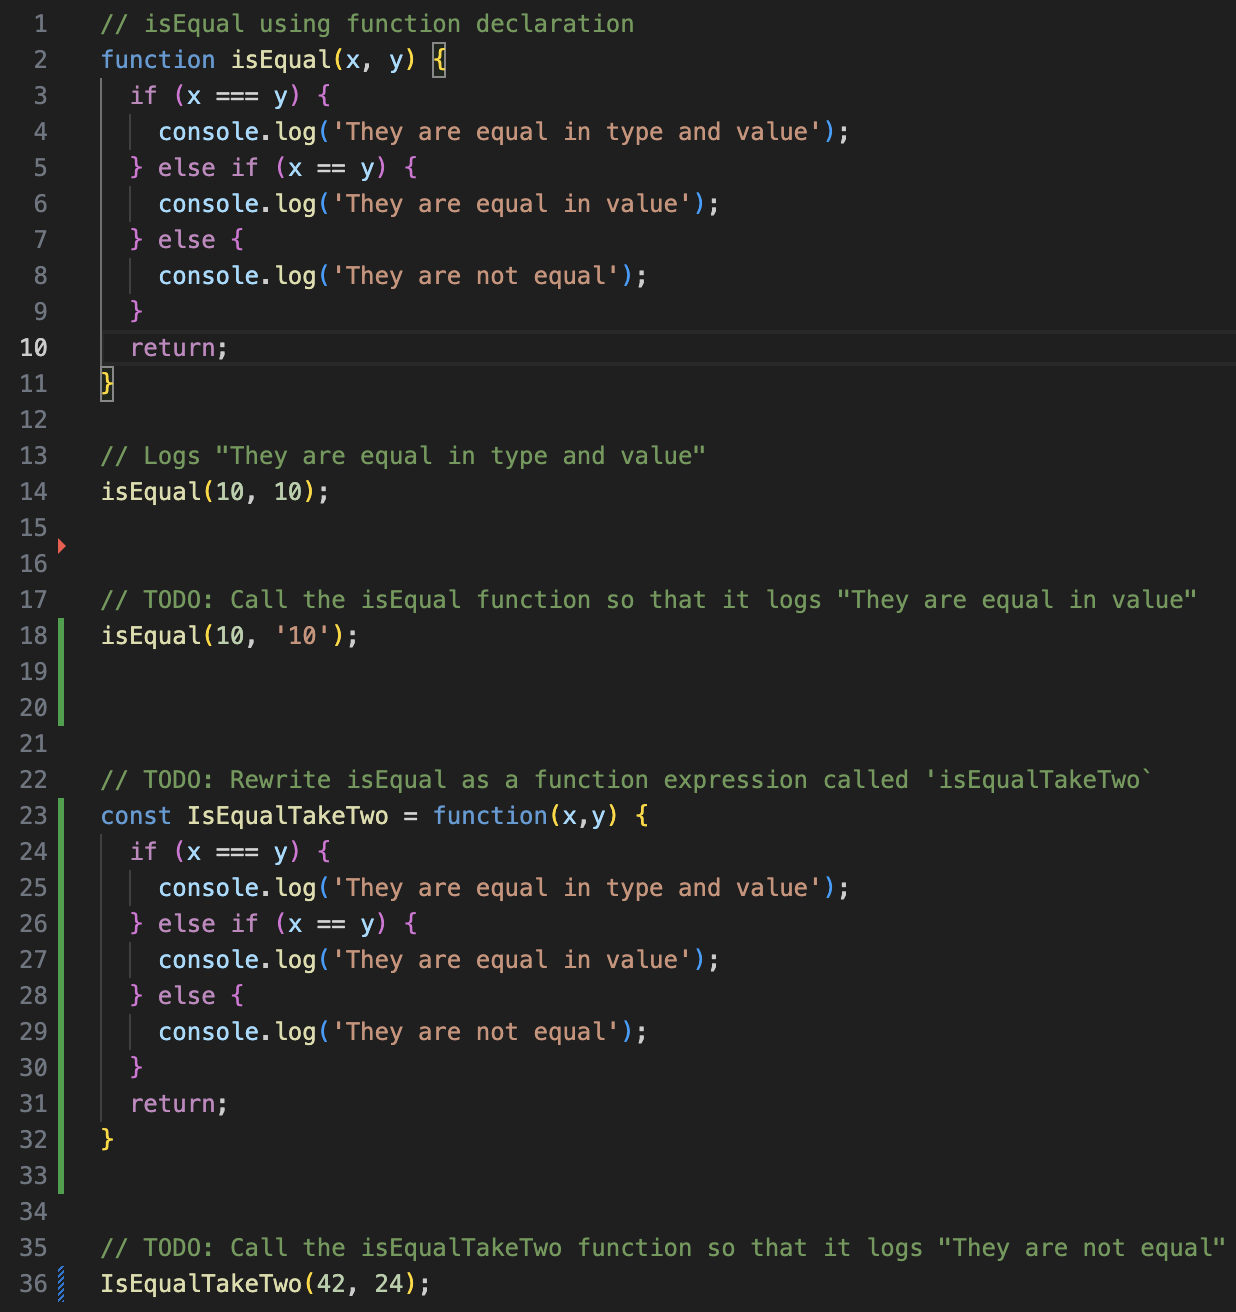 1 // isEqual using function declaration
2 function isEqual(x, y) {
3 if (x === y) {
4 console.log('They are equal in type and value');
5 } else if (x == y) {
6 console.log('They are equal in value');
7 } else {
8 console.log('They are not equal');
9 }
10 return;
11 }
12
13 // Logs "They are equal in type and value"
14 isEqual(10, 10);
15
16
17 // TODO: Call the isEqual function so that it logs "They are equal in value"
18 isEqual(10, '10');
19
20
21
22 // TODO: Rewrite isEqual as a function expression called 'isEqualTakeTwo`
23 const IsEqualTakeTwo = function(x,y) {
24 if (x === y) {
25 console.log('They are equal in type and value');
26 } else if (x == y) {
27 console.log('They are equal in value');
28 } else {
29 console.log('They are not equal');
30 }
31 return;
32 }
33
34
35 // TODO: Call the isEqualTakeTwo function so that it logs "They are not equal"
36 IsEqualTakeTwo(42, 24);